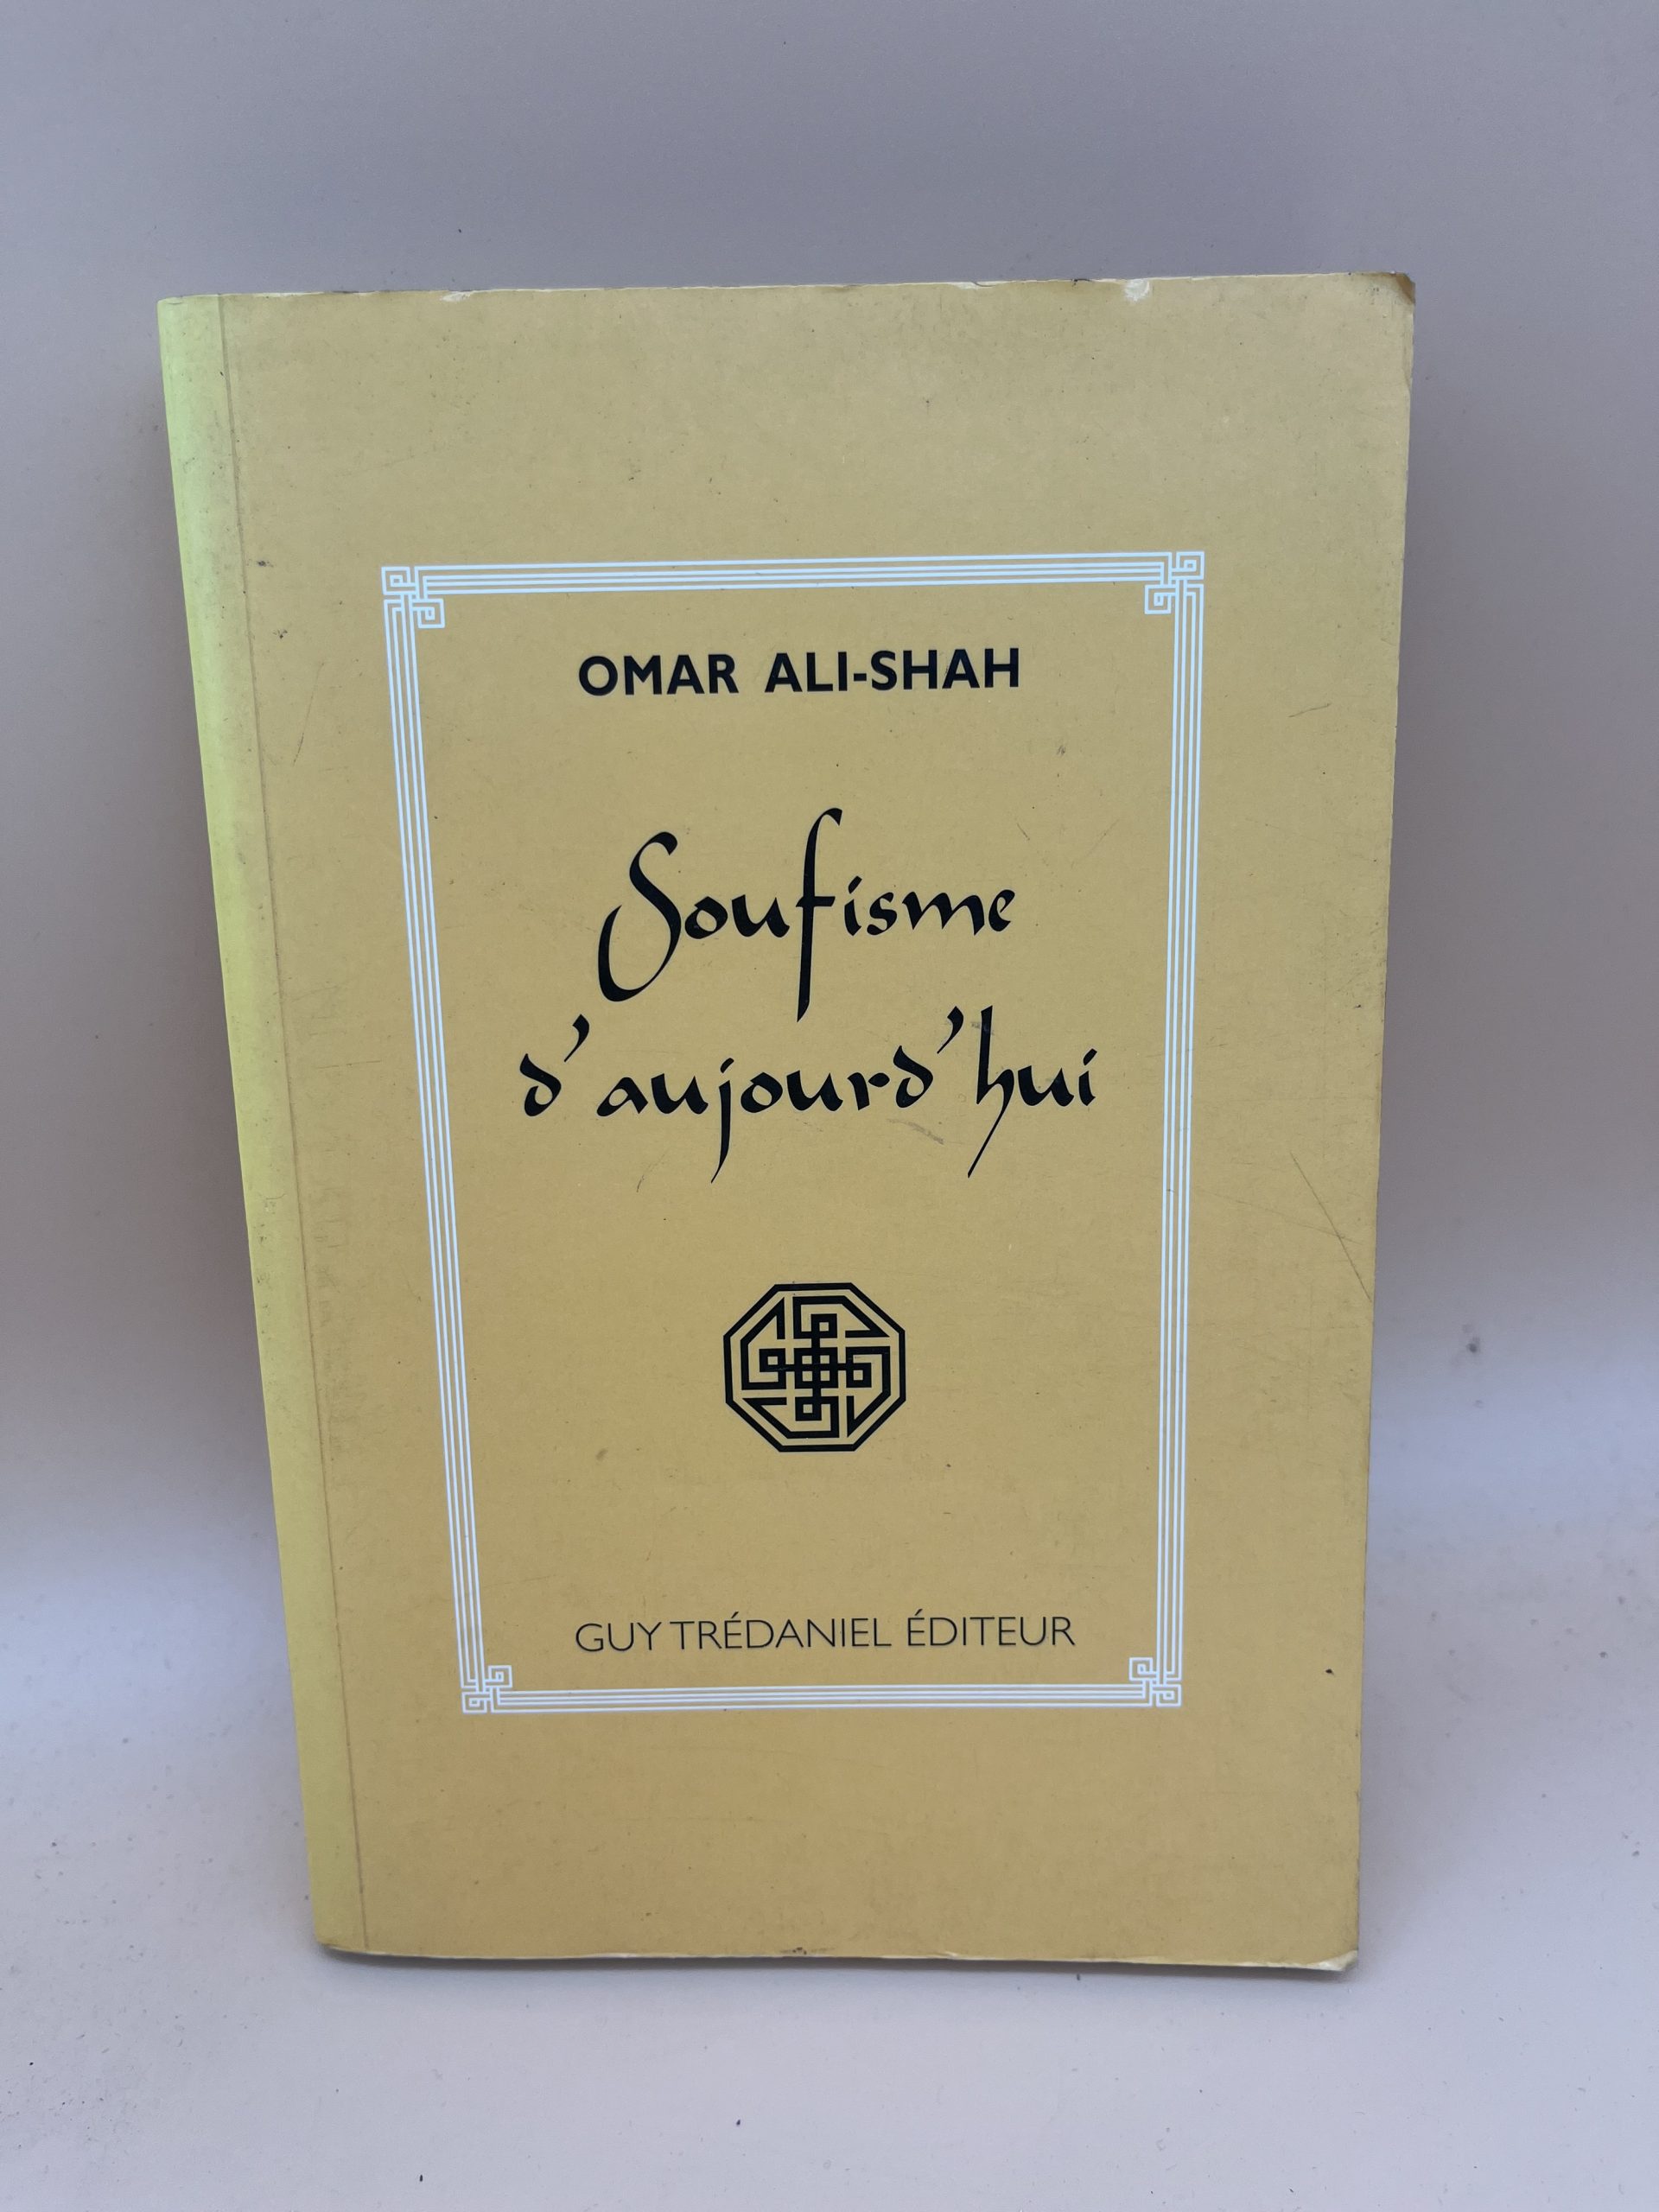 OMAR ALI-SHAH
Soufisme
d'aujourd'hui
GUY TRÉDANIEL ÉDITEUR